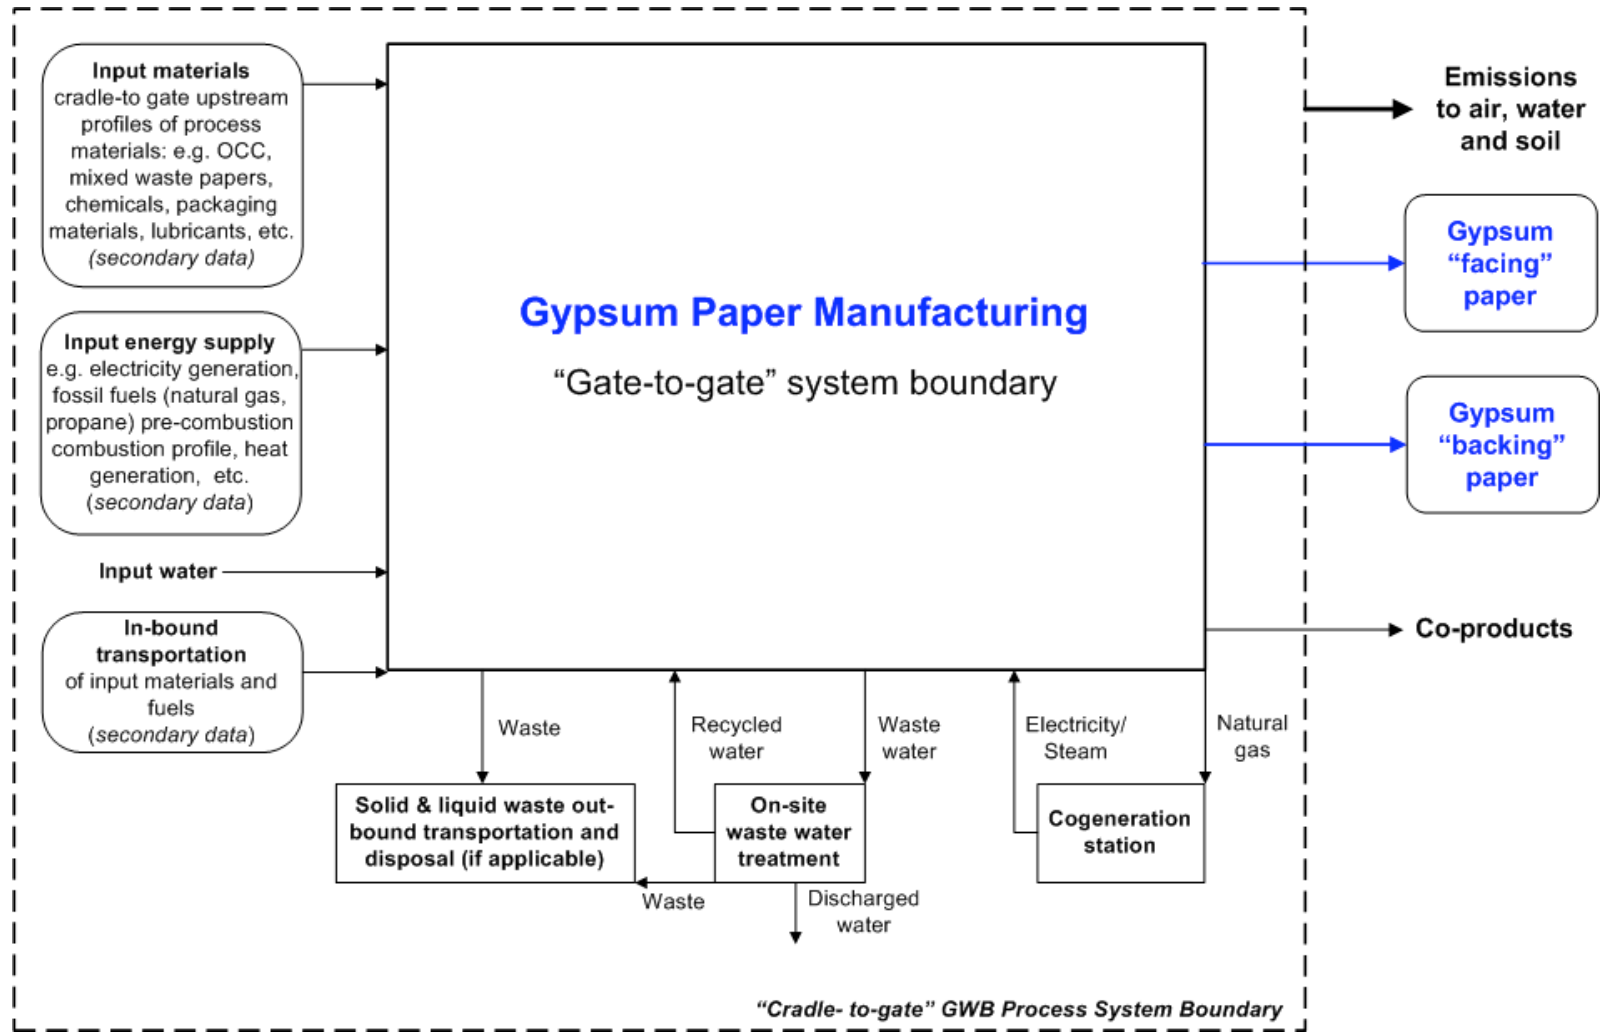 Input materials
cradle-to gate upstream
profiles of process
materials: e.g. OCC,
mixed waste papers,
chemicals, packaging
materials, lubricants, etc.
(secondary data)
Input energy supply
e.g. electricity generation,
fossil fuels (natural gas,
propane) pre-combustion
combustion profile, heat
generation, etc.
(secondary data)
Input water
In-bound
transportation
of input materials and
fuels
(secondary data)
Gypsum Paper Manufacturing
“Gate-to-gate” system boundary
Emissions
to air, water
and soil
Gypsum
“facing”
paper
Gypsum
“backing”
paper
Co-products
Waste
Recycled
water
Waste
water
Electricity/
Steam
Natural
gas
Solid & liquid waste out-
bound transportation and
disposal (if applicable)
On-site
waste water
treatment
Cogeneration
station
Waste
Discharged
water
“Cradle- to-gate” GWB Process System Boundary